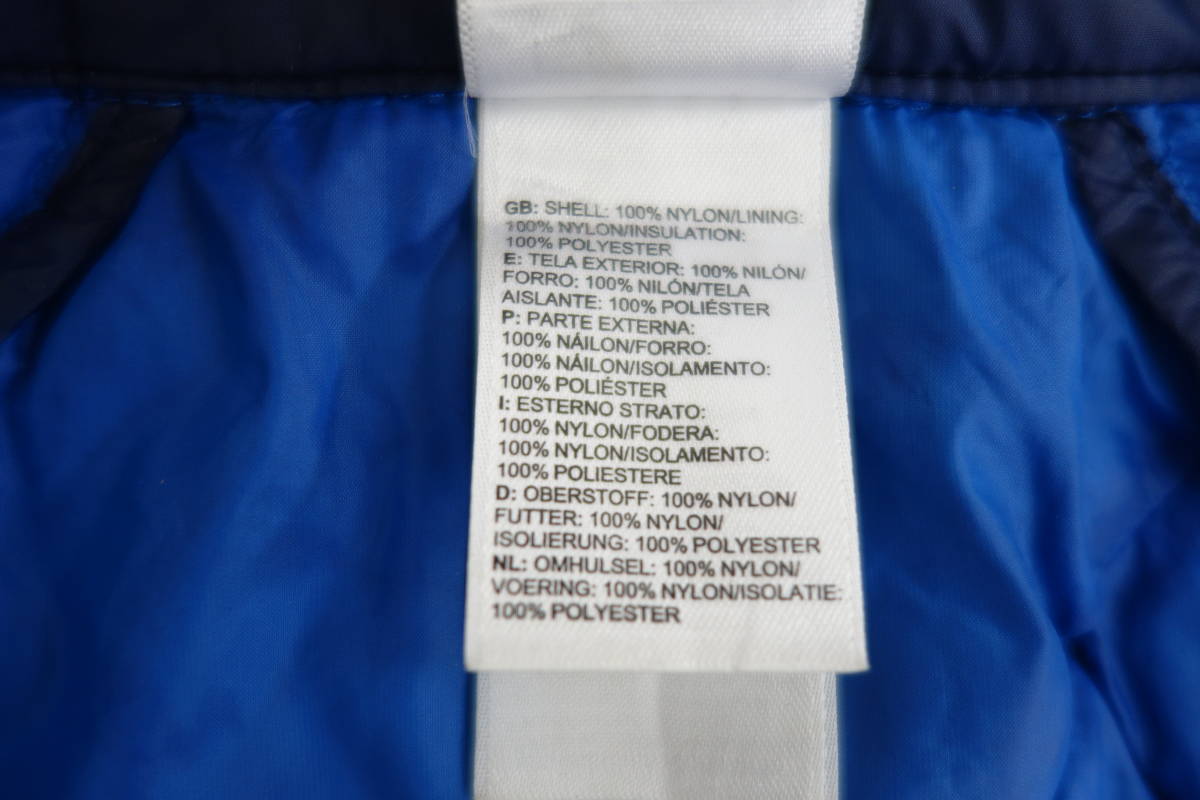 GB: SHELL: 100% NYLON/LINING:
100% NYLON/INSULATION:
100% POLYESTER
E: TELA EXTERIOR: 100% NILÓN/
FORRO: 100% NILÓN/TELA
AISLANTE: 100% POLIÉSTER
P: PARTE EXTERNA:
100% NÁILON/FORRO:
100% NÁILON/ISOLAMENTO:
100% POLIÉSTER
I: ESTERNO STRATO:
100% NYLON/FODERA:
100% NYLON/ISOLAMENTO:
100% POLIESTERE
D: OBERSTOFF: 100% NYLON/
FUTTER: 100% NYLON/
ISOLIERUNG: 100% POLYESTER
NL: OMHULSEL: 100% NYLON/
VOERING: 100% NYLON/ISOLATIE:
100% POLYESTER